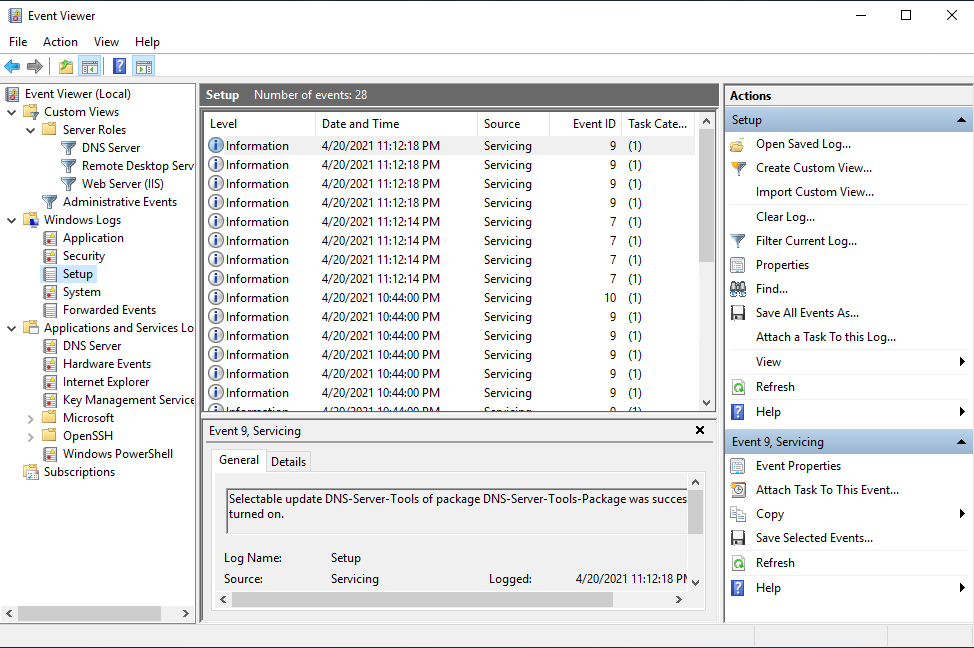 Event Viewer
File Action View Help
Event Viewer (Local)
Custom Views
Server Roles
DNS Server
Remote Desktop Serv
Web Server (IIS)
Administrative Events
Windows Logs
Application
Security
Setup
System
Forwarded Events
Applications and Services Lo
DNS Server
Hardware Events
Internet Explorer
Key Management Service
Microsoft
OpenSSH
Windows PowerShell
Subscriptions
Setup Number of events: 28
Level Date and Time Source Event ID Task Cate...
Information 4/20/2021 11:12:18 PM Servicing 9 (1)
Information 4/20/2021 11:12:18 PM Servicing 9 (1)
Information 4/20/2021 11:12:18 PM Servicing 9 (1)
Information 4/20/2021 11:12:18 PM Servicing 9 (1)
Information 4/20/2021 11:12:14 PM Servicing 7 (1)
Information 4/20/2021 11:12:14 PM Servicing 7 (1)
Information 4/20/2021 11:12:14 PM Servicing 7 (1)
Information 4/20/2021 11:12:14 PM Servicing 7 (1)
Information 4/20/2021 10:44:00 PM Servicing 10 (1)
Information 4/20/2021 10:44:00 PM Servicing 9 (1)
Information 4/20/2021 10:44:00 PM Servicing 9 (1)
Information 4/20/2021 10:44:00 PM Servicing 9 (1)
Information 4/20/2021 10:44:00 PM Servicing 9 (1)
Information 4/20/2021 10:44:00 PM Servicing 9 (1)
Information 4/20/2021 10:44:00 PM Servicing 9 (1)
Event 9, Servicing
General Details
Selectable update DNS-Server-Tools of package DNS-Server-Tools-Package was succes
turned on.
Log Name: Setup
Source: Servicing Logged: 4/20/2021 11:12:18 PM
Actions
Setup
Open Saved Log...
Create Custom View...
Import Custom View...
Clear Log...
Filter Current Log...
Properties
Find...
Save All Events As...
Attach a Task To this Log...
View
Refresh
Help
Event 9, Servicing
Event Properties
Attach Task To This Event...
Copy
Save Selected Events...
Refresh
Help